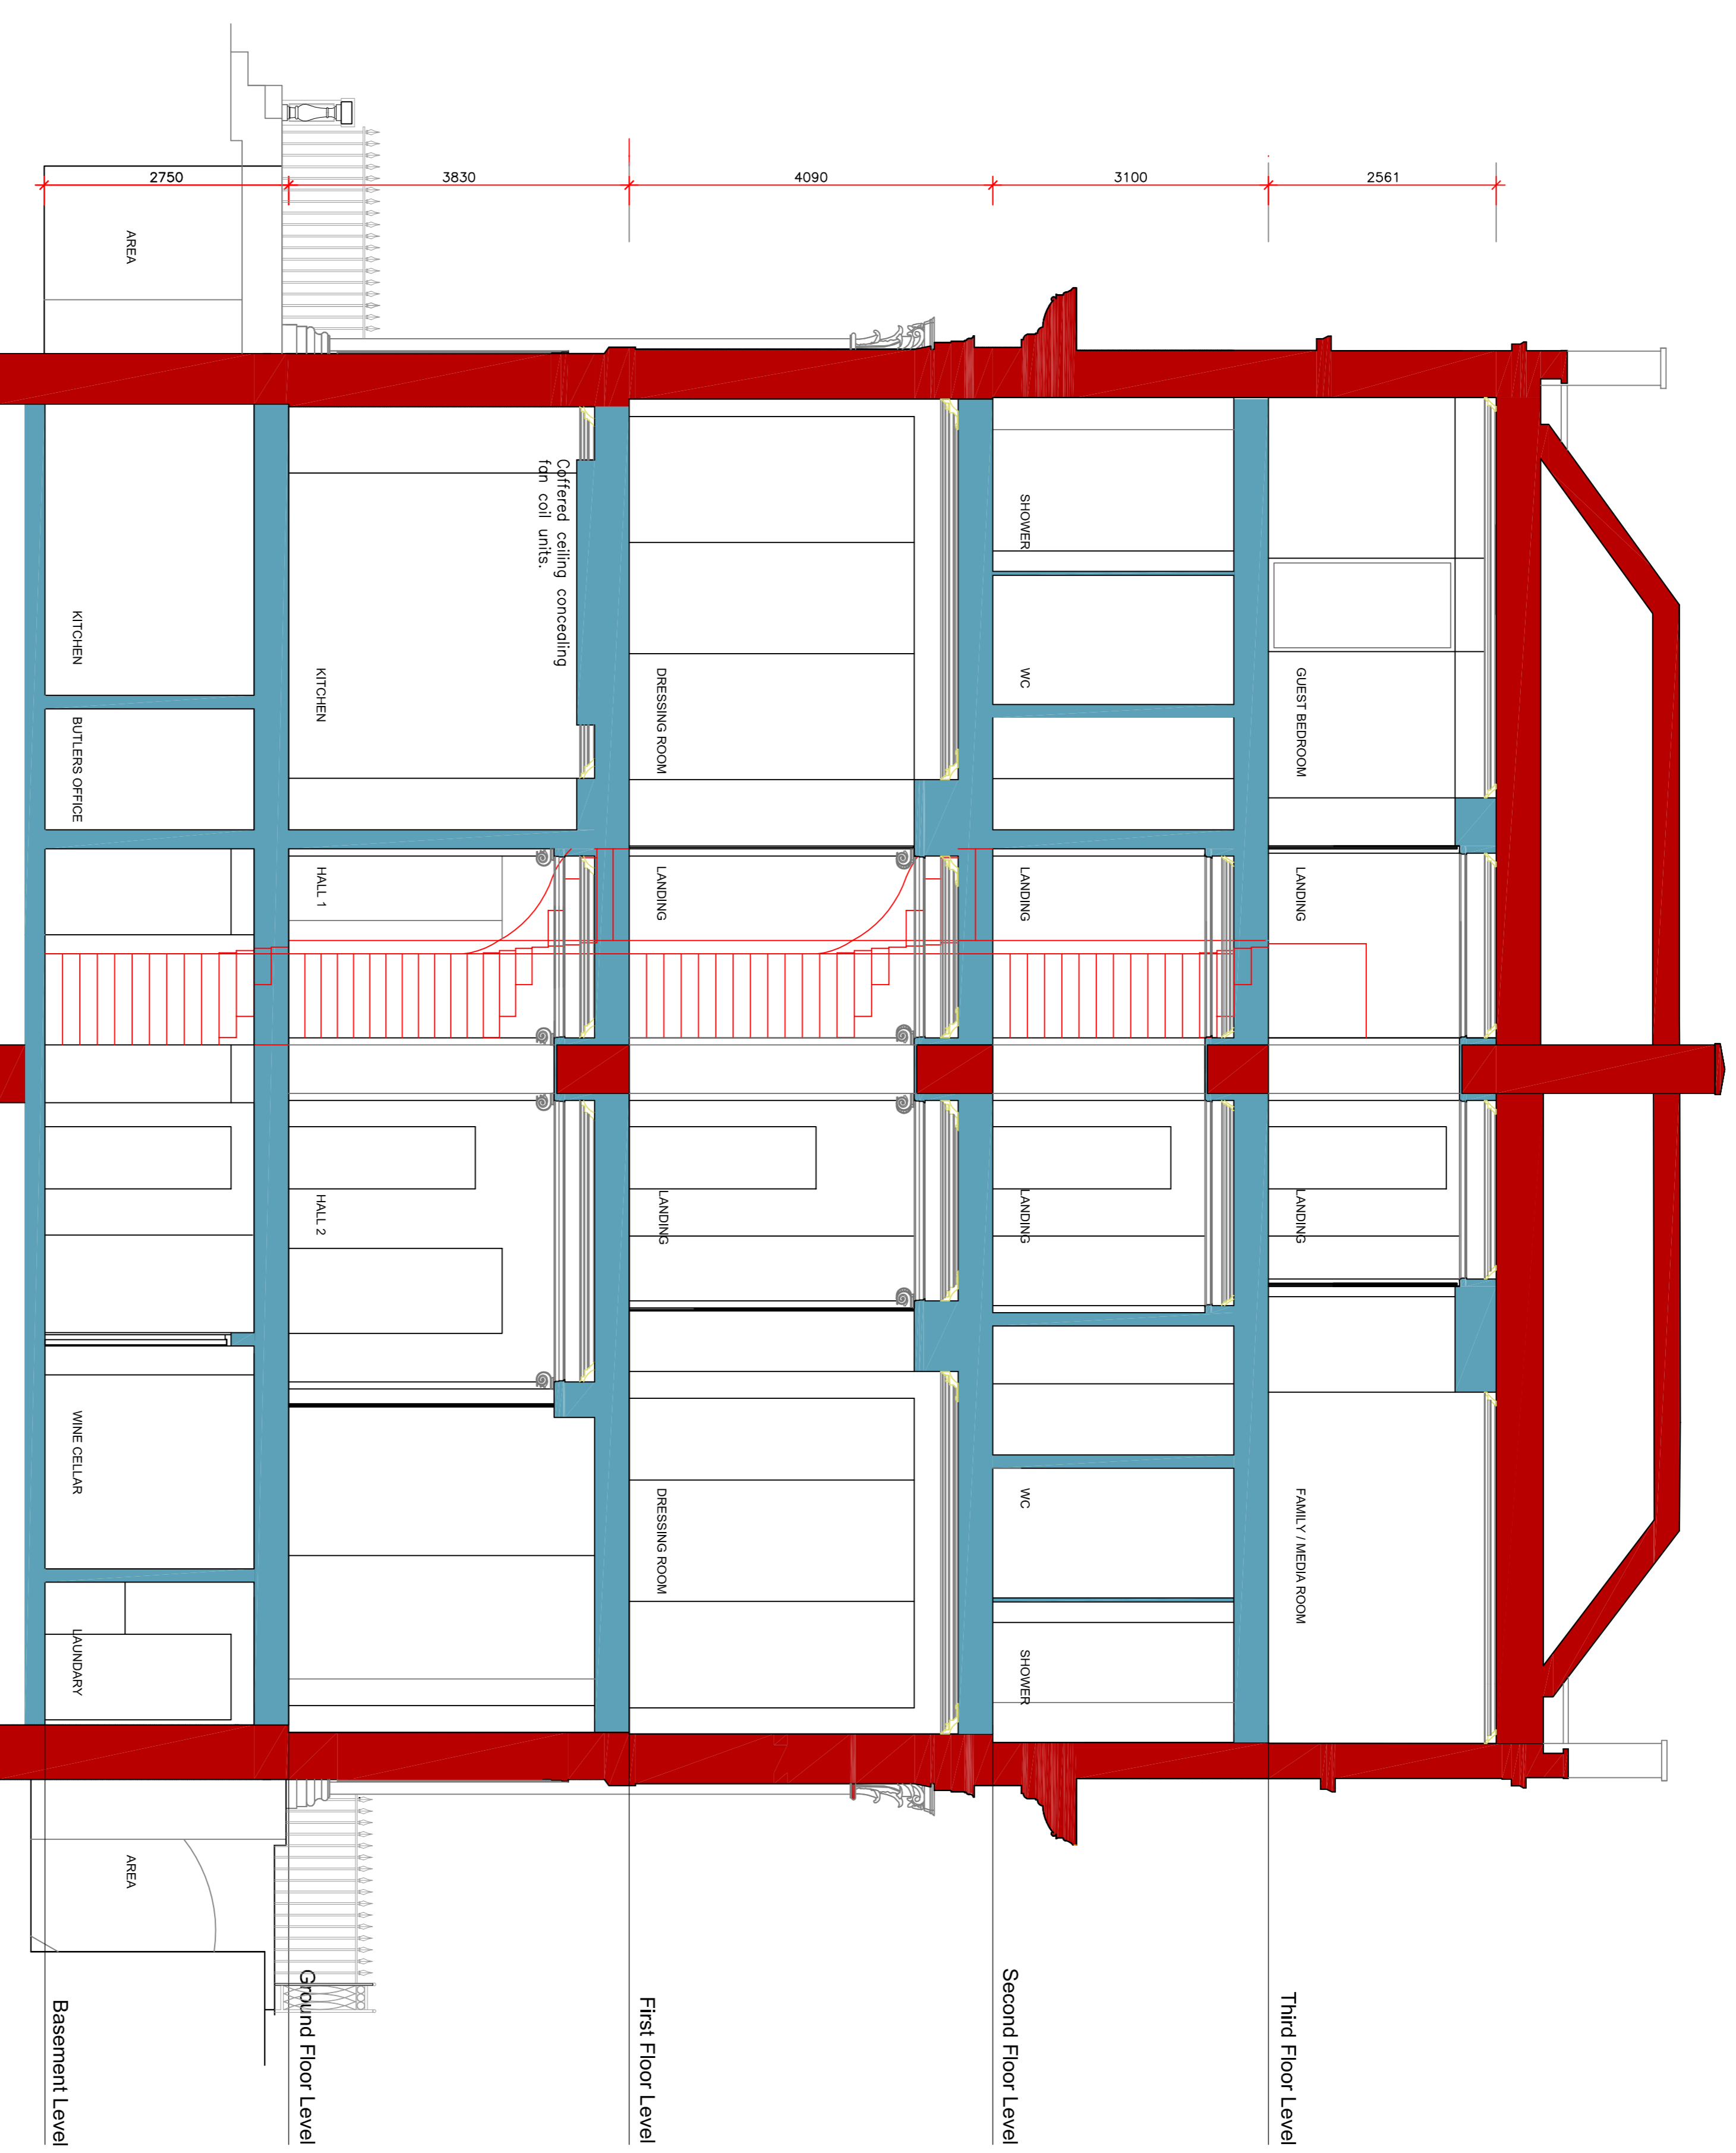 2750
3830
4090
3100
2561
Third Floor Level
GUEST BEDROOM
LANDING
LANDING
FAMILY / MEDIA ROOM
Second Floor Level
SHOWER
WC
LANDING
LANDING
WC
SHOWER
First Floor Level
DRESSING ROOM
LANDING
LANDING
DRESSING ROOM
Coffered ceiling concealing
fan coil units.
Ground Floor Level
KITCHEN
HALL 1
HALL 2
AREA
AREA
Basement Level
KITCHEN
BUTLERS OFFICE
WINE CELLAR
LAUNDARY